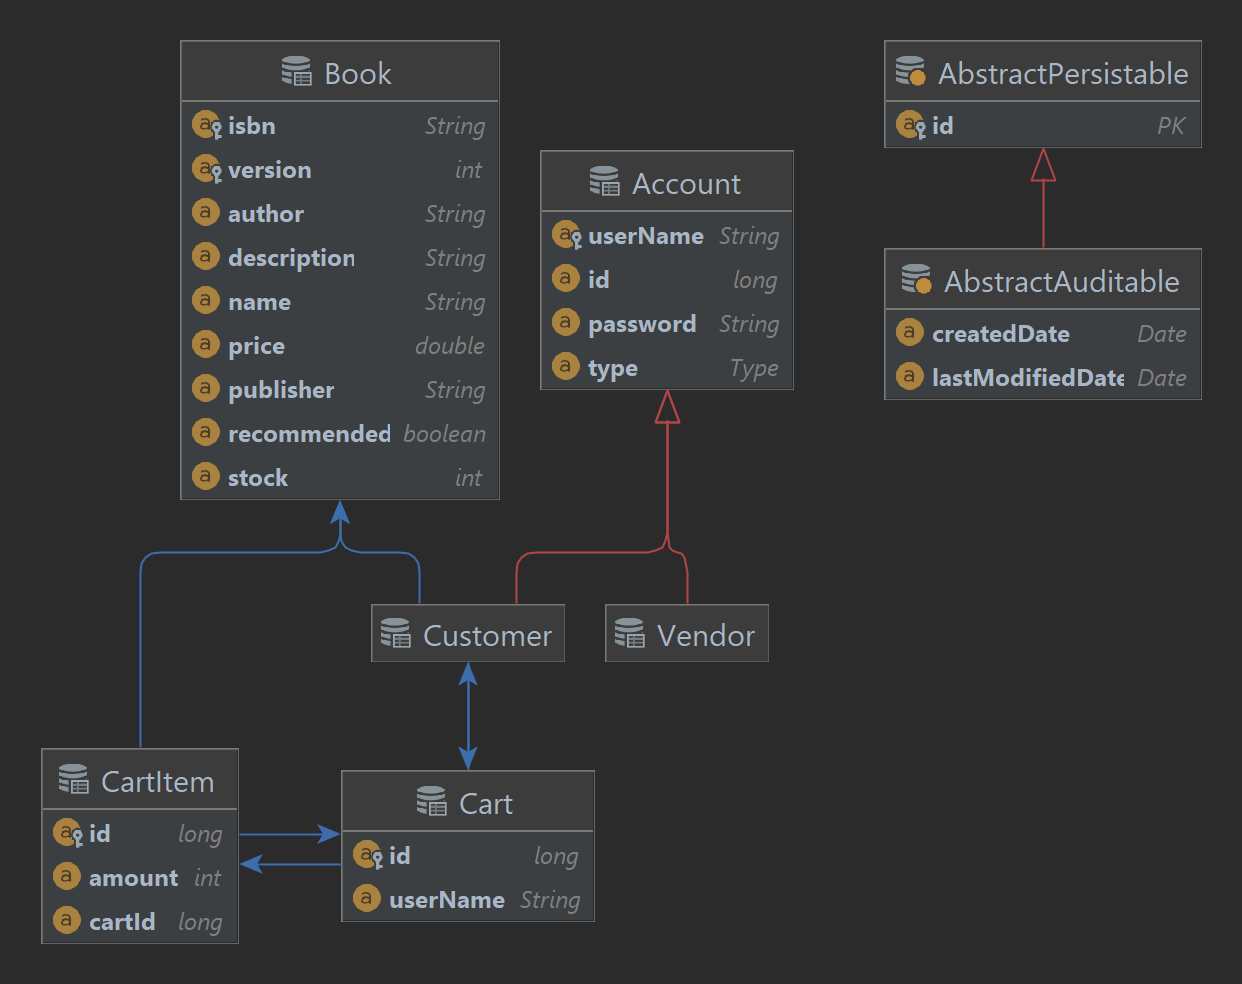 Book
isbn String
version int
author String
description String
name String
price double
publisher String
recommended boolean
stock int
Account
userName String
id long
password String
type Type
AbstractPersistable
id PK
AbstractAuditable
createdDate Date
lastModifiedDate Date
Customer
Vendor
CartItem
id long
amount int
cartId long
Cart
id long
userName String